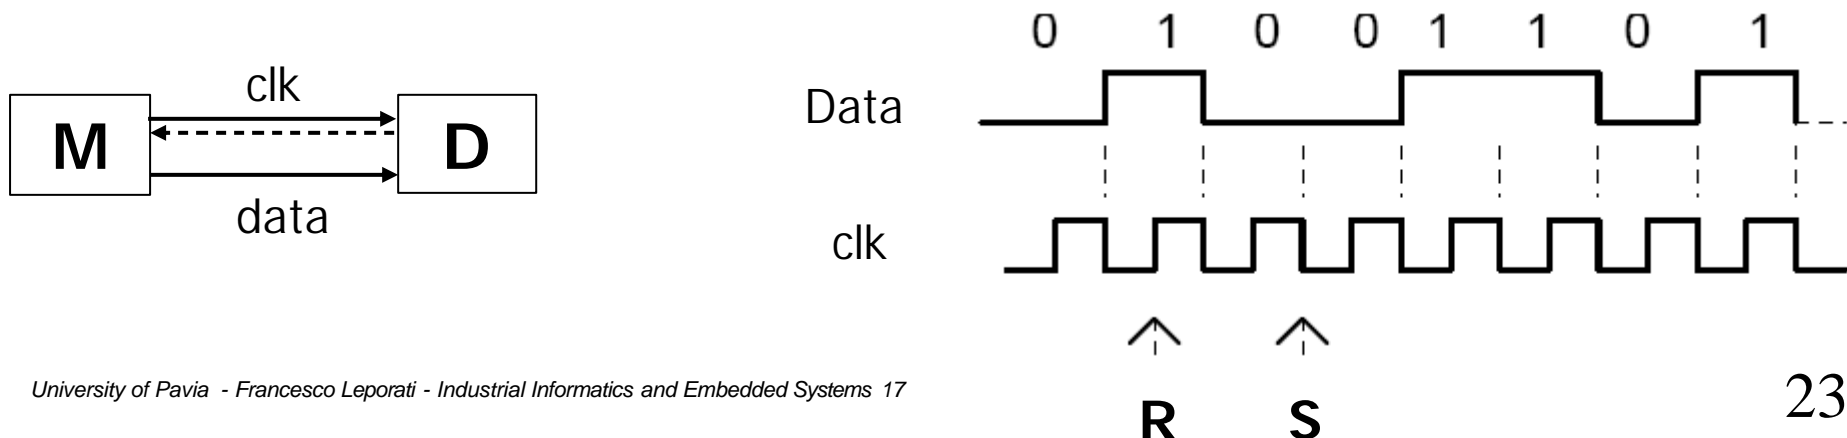 0 1 0 0 1 1 0 1
clk
Data
M D
data
clk
University of Pavia - Francesco Leporati - Industrial Informatics and Embedded Systems 17
23
R S